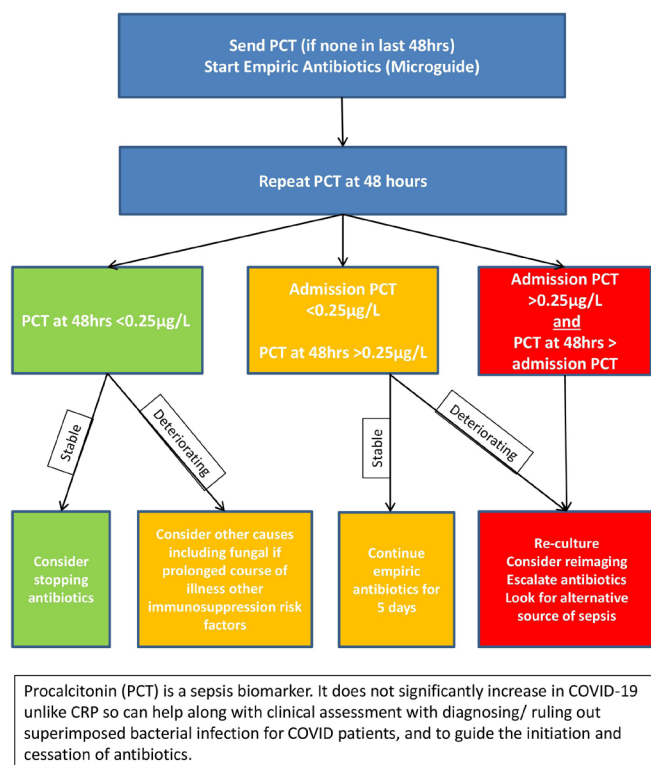 Send PCT (if none in last 48hrs)
Start Empiric Antibiotics (Microguide)
Repeat PCT at 48 hours
PCT at 48hrs <0.25µg/L
Admission PCT
<0.25µg/L
PCT at 48hrs >0.25µg/L
Admission PCT
>0.25µg/L
and
PCT at 48hrs >
admission PCT
Stable
Deteriorating
Stable
Deteriorating
Consider
stopping
antibiotics
Consider other causes
including fungal if
prolonged course of
illness other
immunosuppression risk
factors
Continue
empiric
antibiotics for
5 days
Re-culture
Consider reimaging
Escalate antibiotics
Look for alternative
source of sepsis
Procalcitonin (PCT) is a sepsis biomarker. It does not significantly increase in COVID-19
unlike CRP so can help along with clinical assessment with diagnosing/ ruling out
superimposed bacterial infection for COVID patients, and to guide the initiation and
cessation of antibiotics.